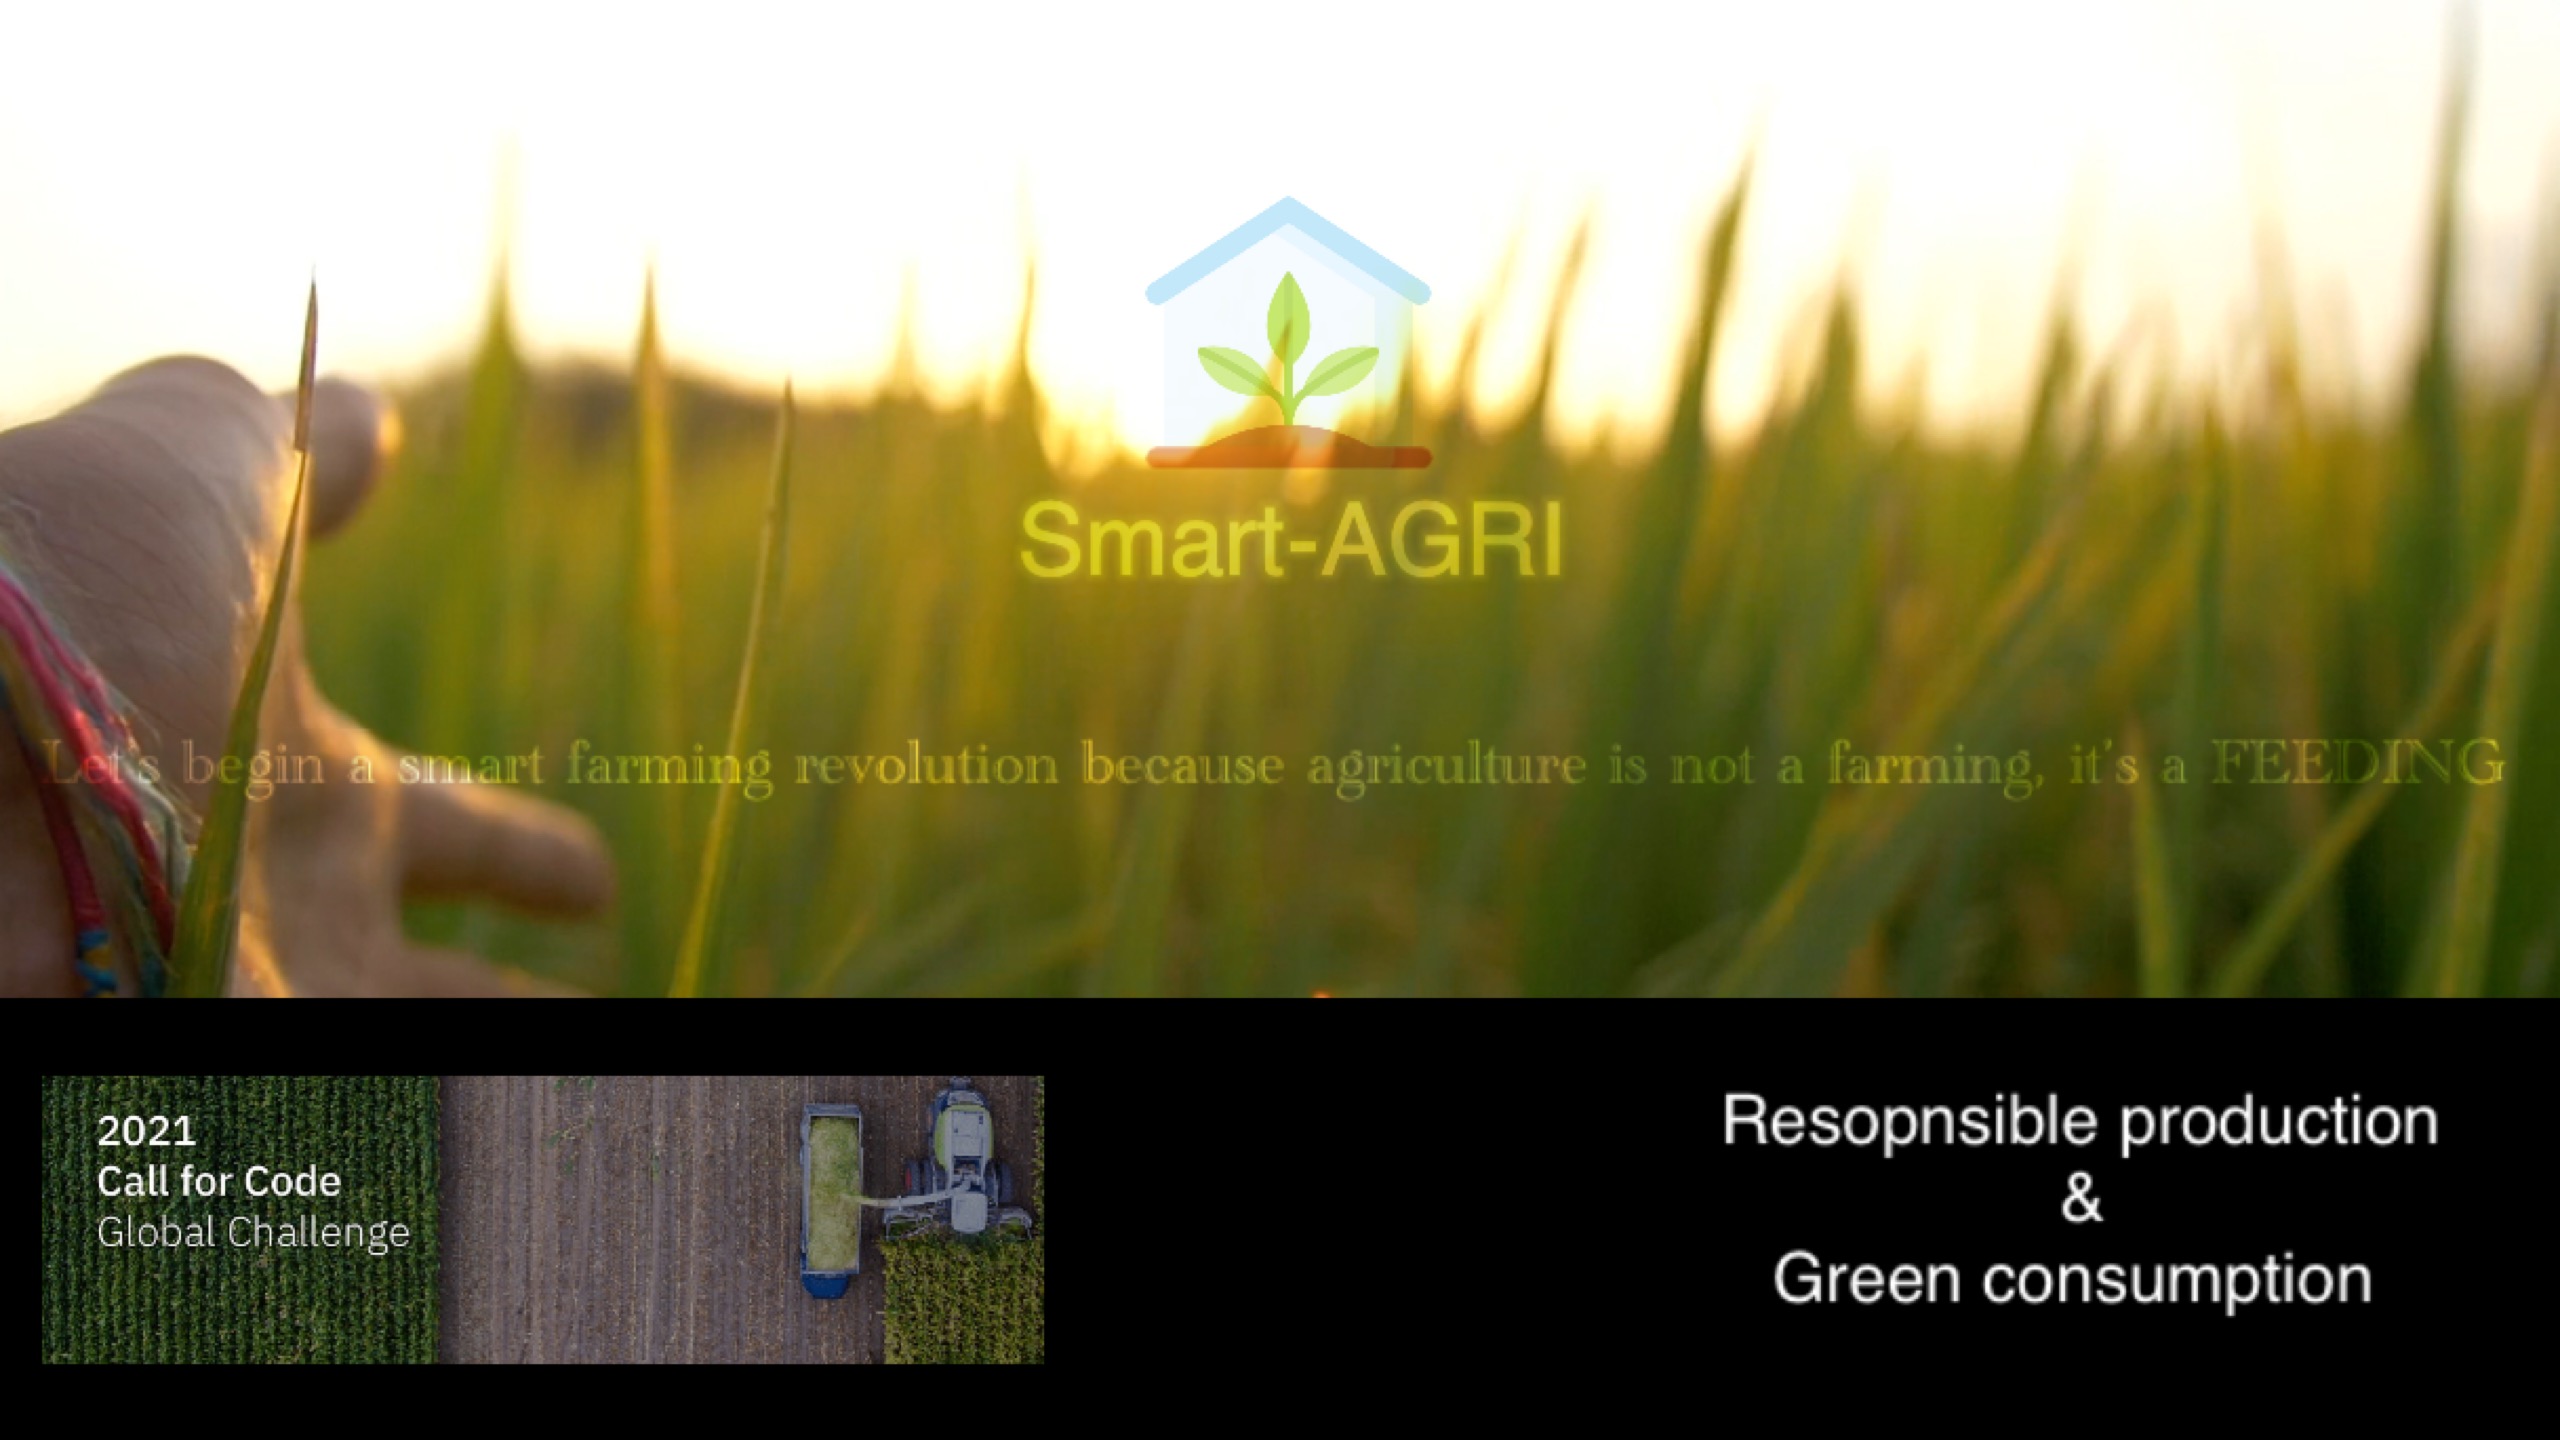 Smart-AGRI
Let's begin a smart farming revolution because agriculture is not a farming, it's a FEEDING
2021
Call for Code
Global Challenge
Resopnsible production
&
Green consumption